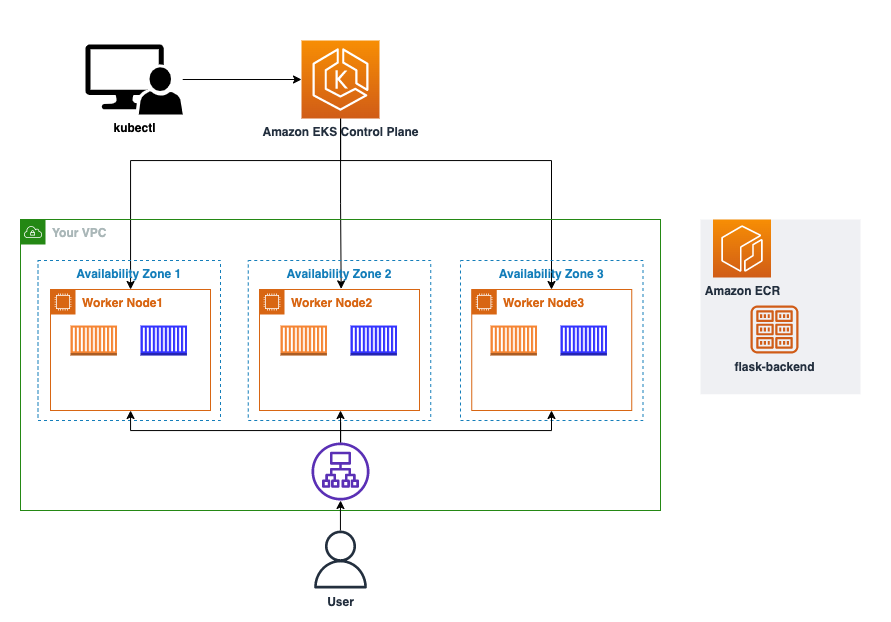 kubectl
K
Amazon EKS Control Plane
Your VPC
Availability Zone 1
Availability Zone 2
Availability Zone 3
Worker Node1
Worker Node2
Worker Node3
Amazon ECR
flask-backend
User